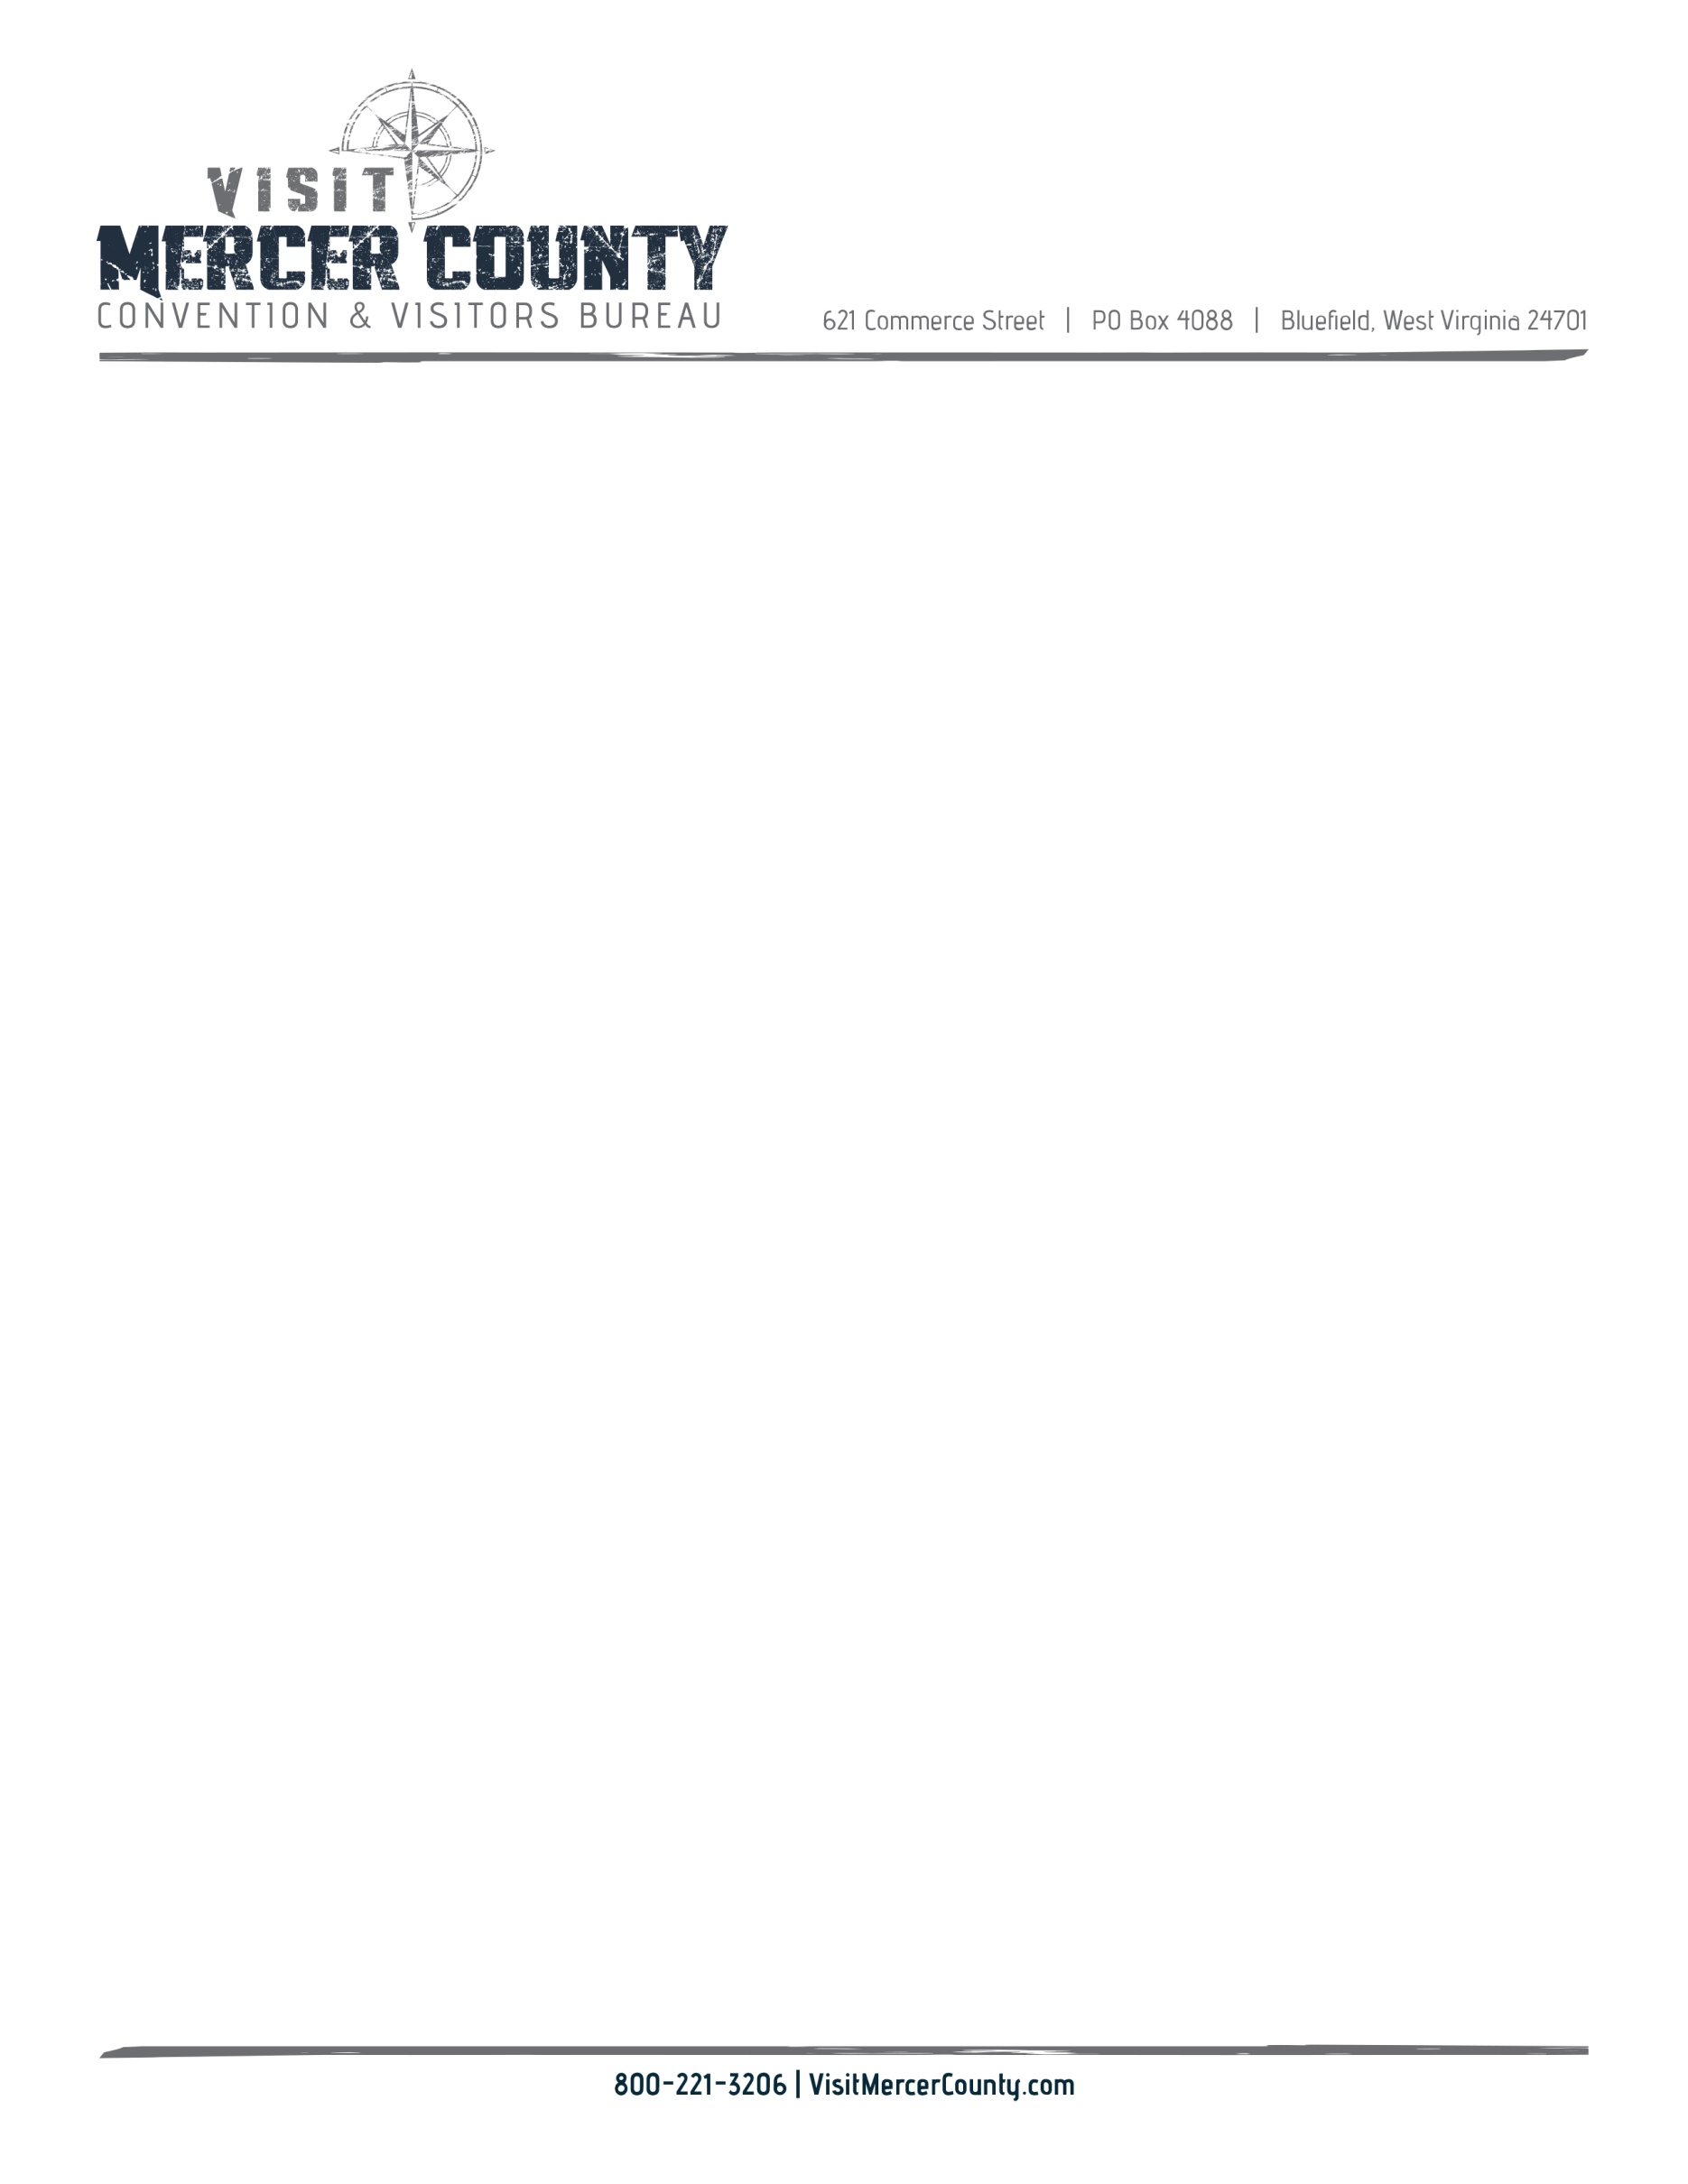 VISIT
MERCER COUNTY
CONVENTION & VISITORS BUREAU
621 Commerce Street | PO Box 4088 | Bluefield, West Virginia 24701
800-221-3206 | VisitMercerCounty.com